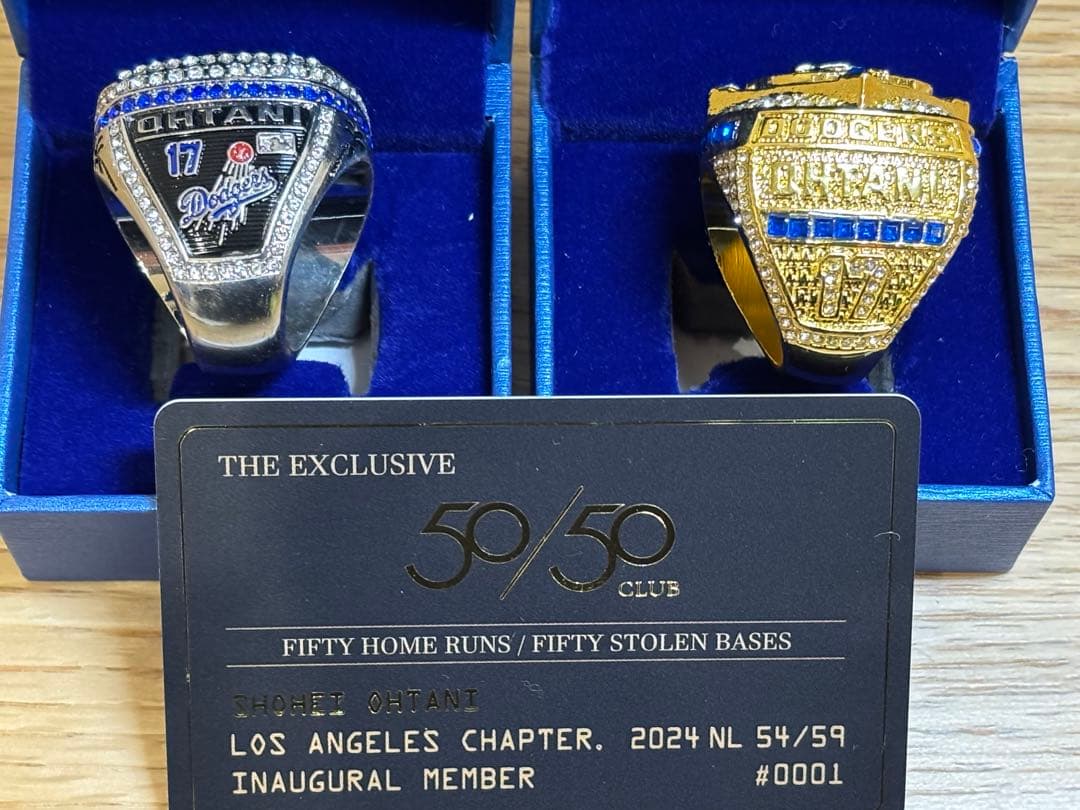 OHTANI
17
Dodgers
DODGERS
OHTANI
17
THE EXCLUSIVE
50/50
CLUB
FIFTY HOME RUNS / FIFTY STOLEN BASES
SHOHEI OHTANI
LOS ANGELES CHAPTER. 2024 NL 54/59
INAUGURAL MEMBER #0001